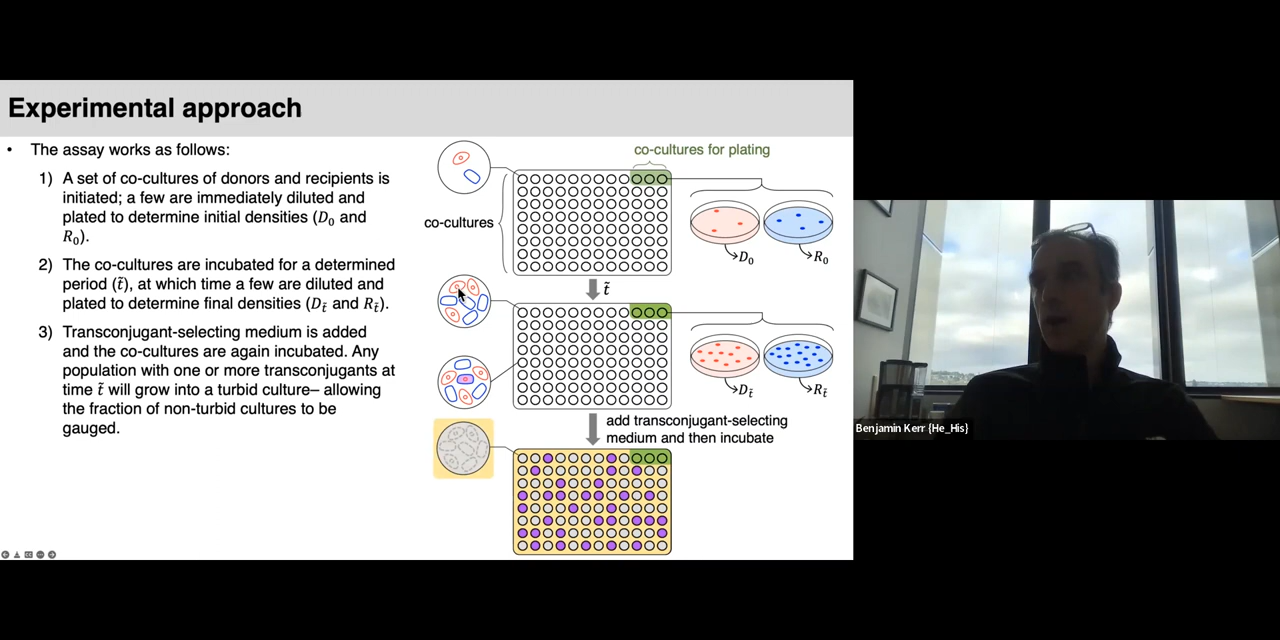 Experimental approach
• The assay works as follows:
1) A set of co-cultures of donors and recipients is
initiated; a few are immediately diluted and
plated to determine initial densities (D₀ and
R₀).
2) The co-cultures are incubated for a determined
period (t̃), at which time a few are diluted and
plated to determine final densities (D_t̃ and R_t̃).
3) Transconjugant-selecting medium is added
and the co-cultures are again incubated. Any
population with one or more transconjugants at
time t̃ will grow into a turbid culture– allowing
the fraction of non-turbid cultures to be
gauged.
co-cultures for plating
co-cultures
D₀
R₀
t̃
D_t̃
R_t̃
add transconjugant-selecting
medium and then incubate
Benjamin Kerr {He_His}